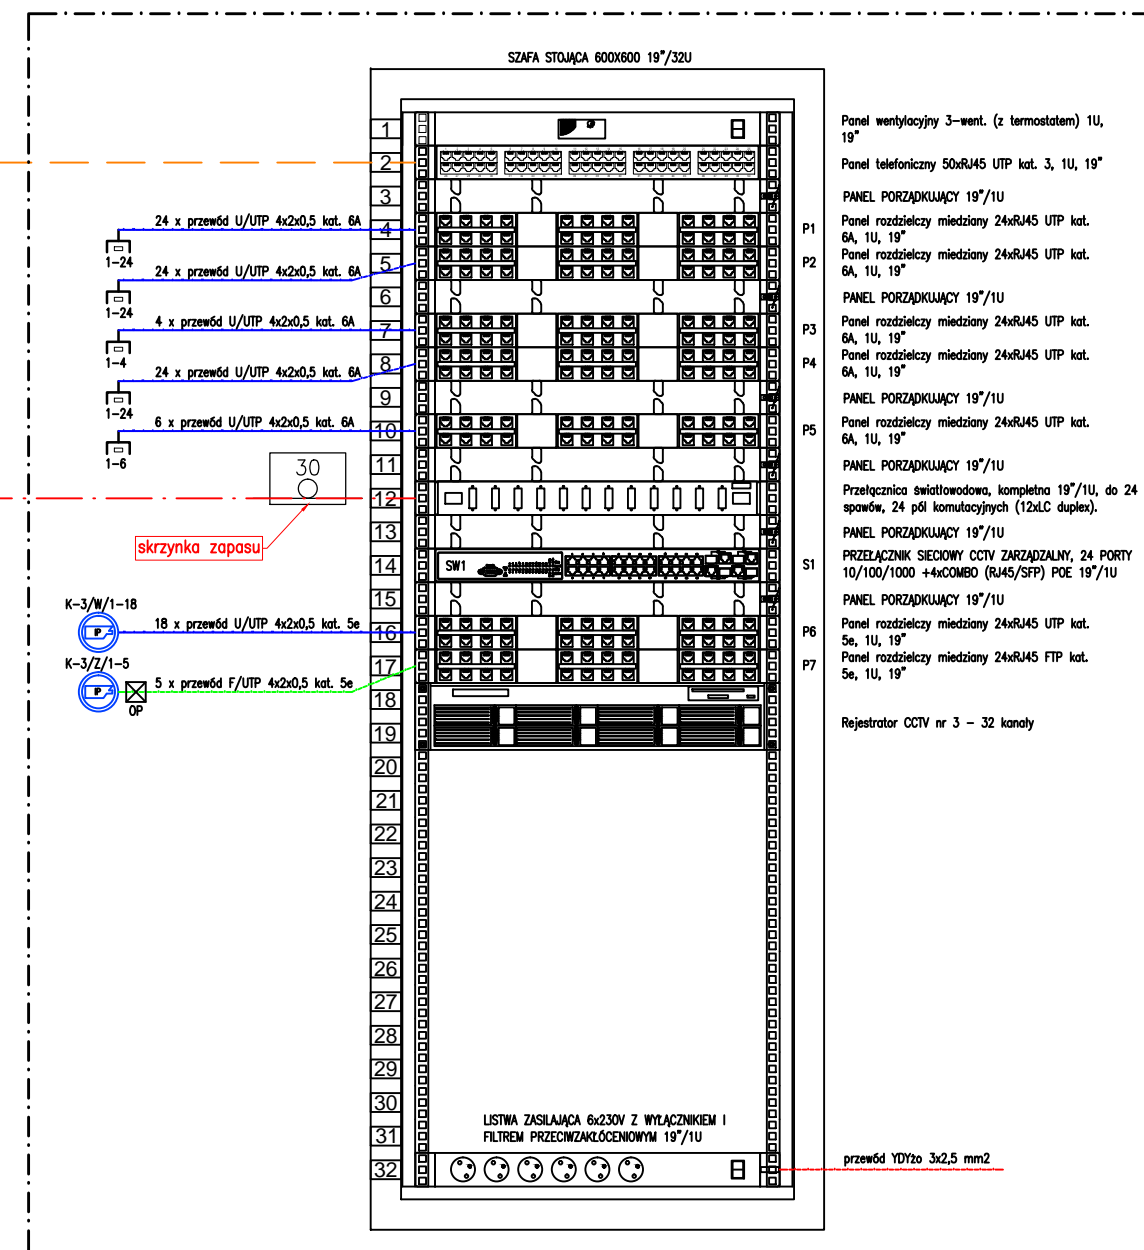 SZAFA STOJĄCA 600X600 19"/32U
1
Panel wentylacyjny 3-went. (z termostatem) 1U,
19"
2
Panel telefoniczny 50xRJ45 UTP kat. 3, 1U, 19"
3
PANEL PORZĄDKUJĄCY 19"/1U
24 x przewód U/UTP 4x2x0,5 kat. 6A
1-24
4
P1
Panel rozdzielczy miedziany 24xRJ45 UTP kat.
6A, 1U, 19"
24 x przewód U/UTP 4x2x0,5 kat. 6A
1-24
5
P2
Panel rozdzielczy miedziany 24xRJ45 UTP kat.
6A, 1U, 19"
6
PANEL PORZĄDKUJĄCY 19"/1U
4 x przewód U/UTP 4x2x0,5 kat. 6A
1-4
7
P3
Panel rozdzielczy miedziany 24xRJ45 UTP kat.
6A, 1U, 19"
24 x przewód U/UTP 4x2x0,5 kat. 6A
1-24
8
P4
Panel rozdzielczy miedziany 24xRJ45 UTP kat.
6A, 1U, 19"
9
PANEL PORZĄDKUJĄCY 19"/1U
6 x przewód U/UTP 4x2x0,5 kat. 6A
1-6
10
P5
Panel rozdzielczy miedziany 24xRJ45 UTP kat.
6A, 1U, 19"
11
PANEL PORZĄDKUJĄCY 19"/1U
30
skrzynka zapasu
12
Przełącznica światłowodowa, kompletna 19"/1U, do 24
spawów, 24 pól komutacyjnych (12xLC duplex).
13
PANEL PORZĄDKUJĄCY 19"/1U
14
SW1
S1
PRZEŁĄCZNIK SIECIOWY CCTV ZARZĄDZALNY, 24 PORTY
10/100/1000 +4xCOMBO (RJ45/SFP) POE 19"/1U
15
PANEL PORZĄDKUJĄCY 19"/1U
K-3/W/1-18
IP
18 x przewód U/UTP 4x2x0,5 kat. 5e
16
P6
Panel rozdzielczy miedziany 24xRJ45 UTP kat.
5e, 1U, 19"
K-3/Z/1-5
IP
OP
5 x przewód F/UTP 4x2x0,5 kat. 5e
17
P7
Panel rozdzielczy miedziany 24xRJ45 FTP kat.
5e, 1U, 19"
18
19
Rejestrator CCTV nr 3 - 32 kanały
20
21
22
23
24
25
26
27
28
29
30
31
LISTWA ZASILAJĄCA 6x230V Z WYŁĄCZNIKIEM I
FILTREM PRZECIWZAKŁÓCENIOWYM 19"/1U
32
przewód YDYżo 3x2,5 mm2